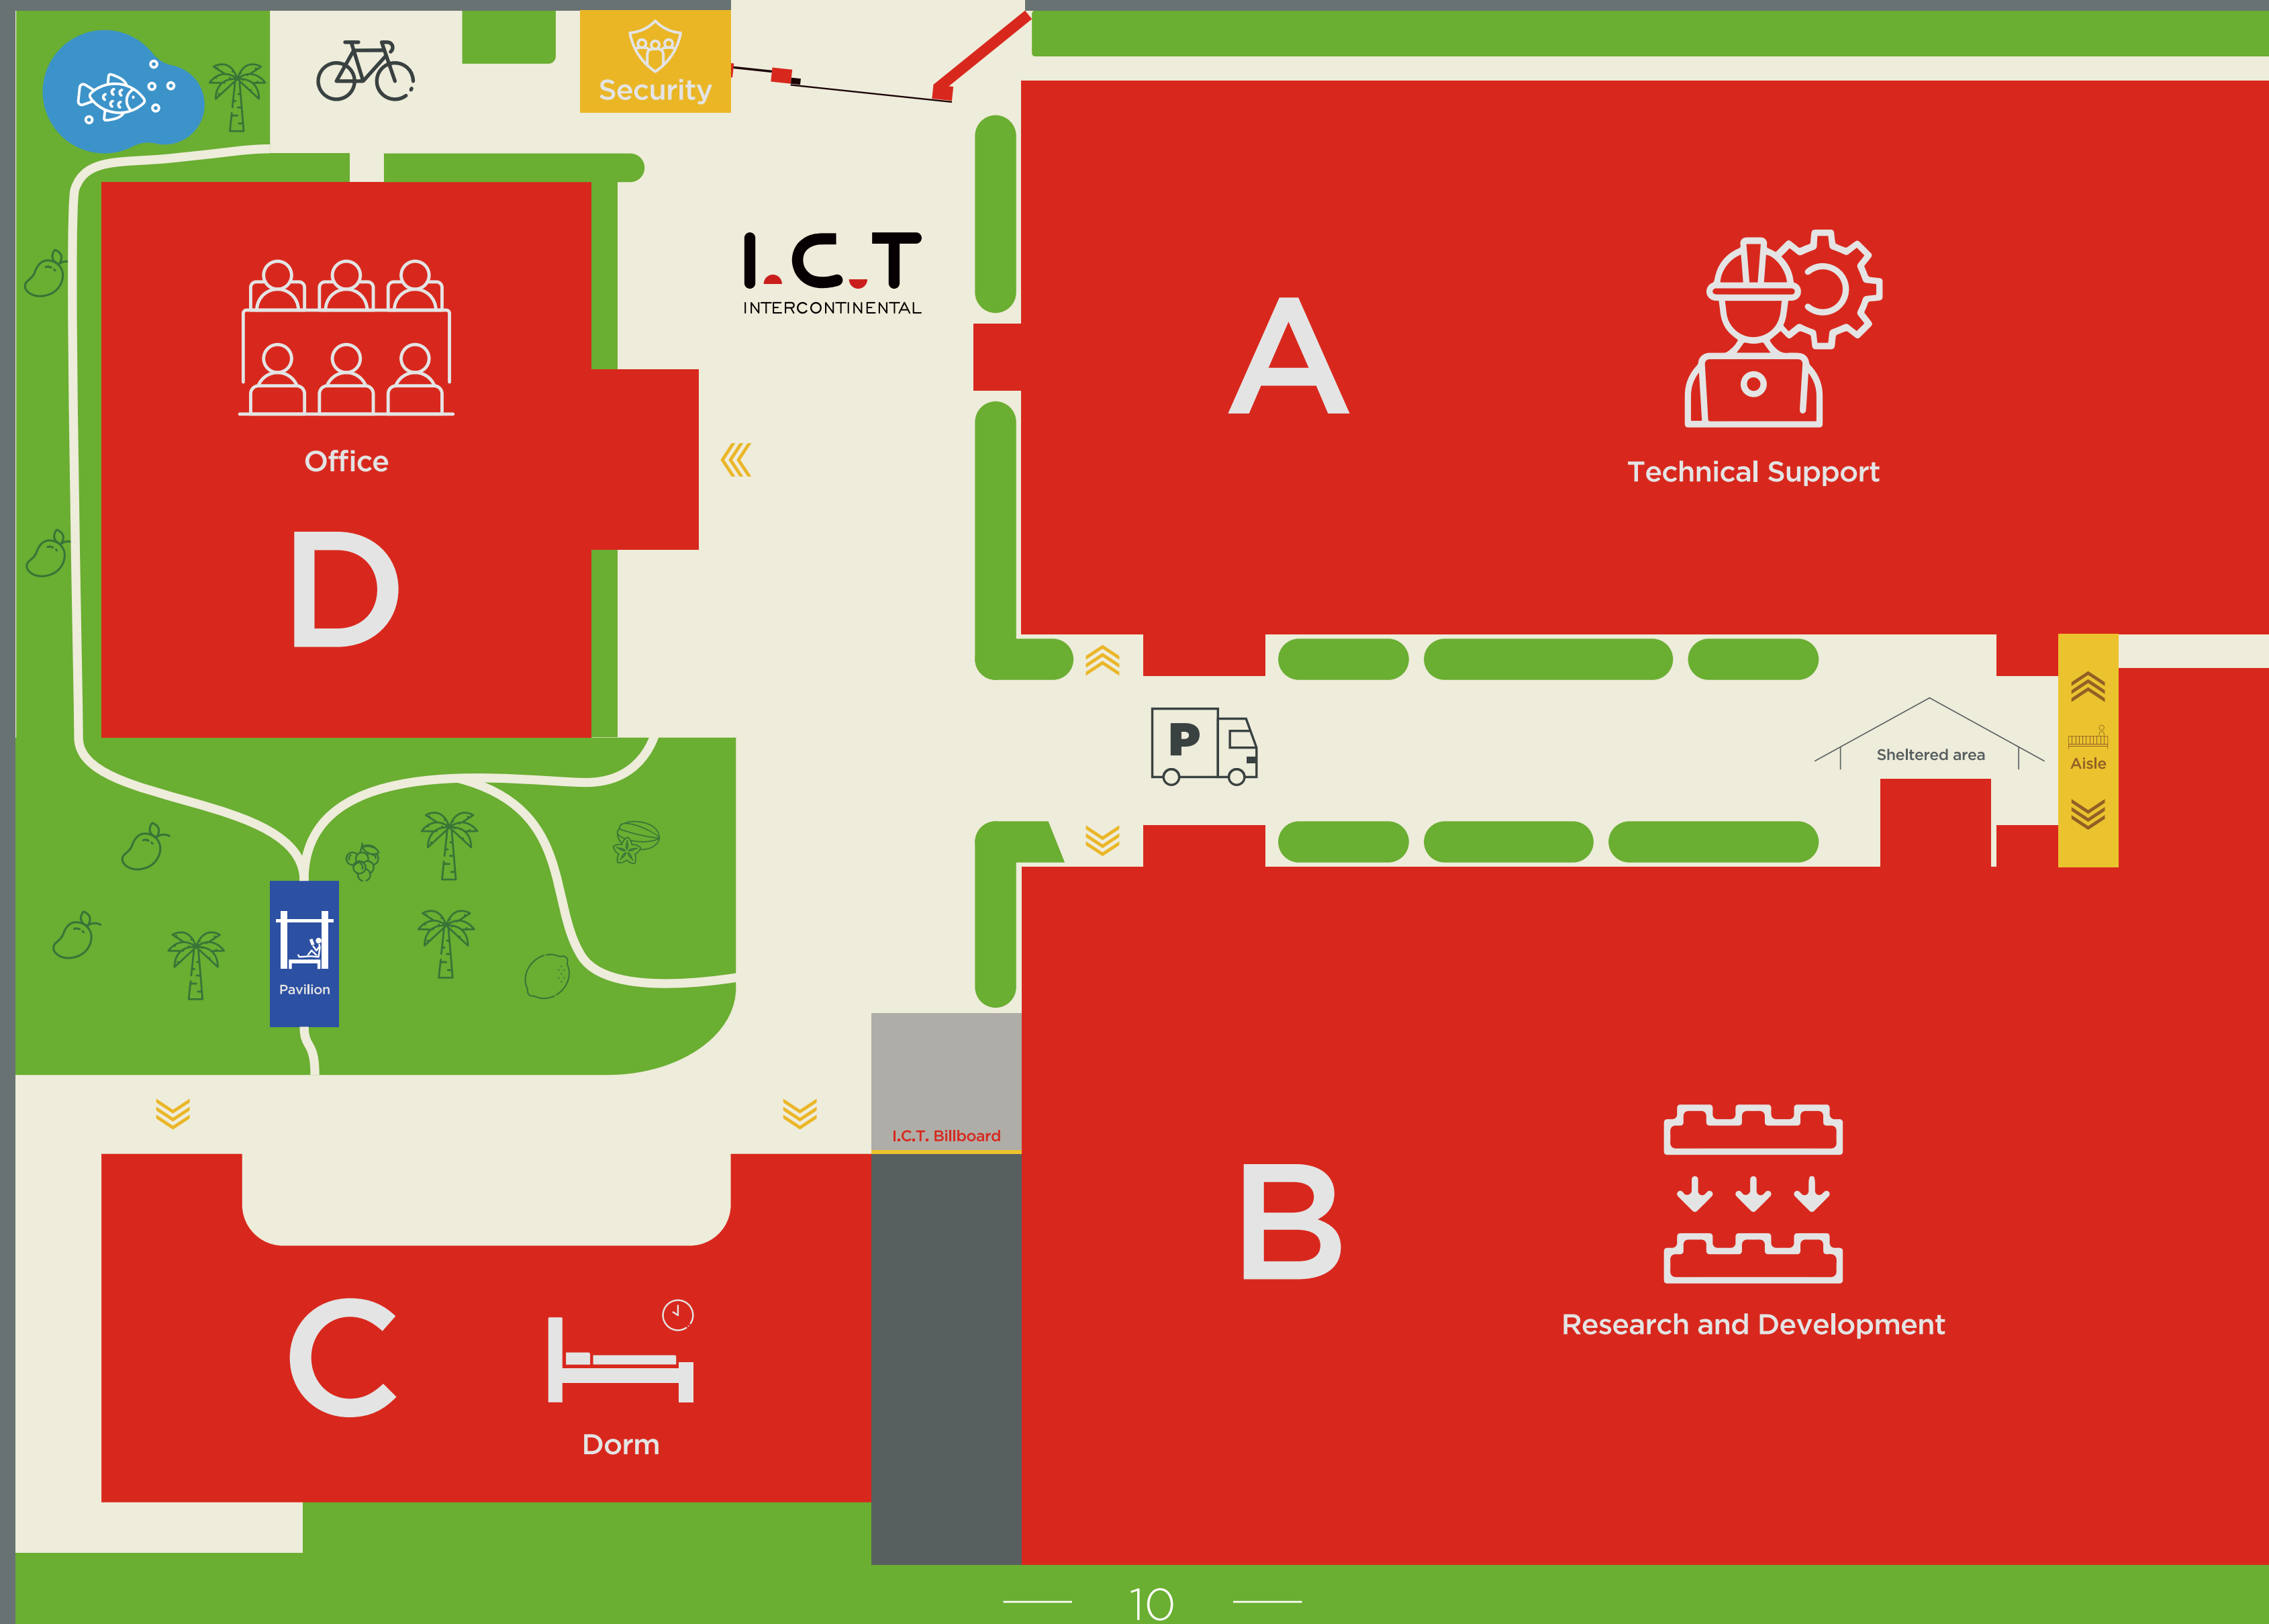 Security
I.C.T
INTERCONTINENTAL
A
Technical Support
Office
D
P
Sheltered area
Aisle
Pavilion
I.C.T. Billboard
B
Research and Development
C
Dorm
10